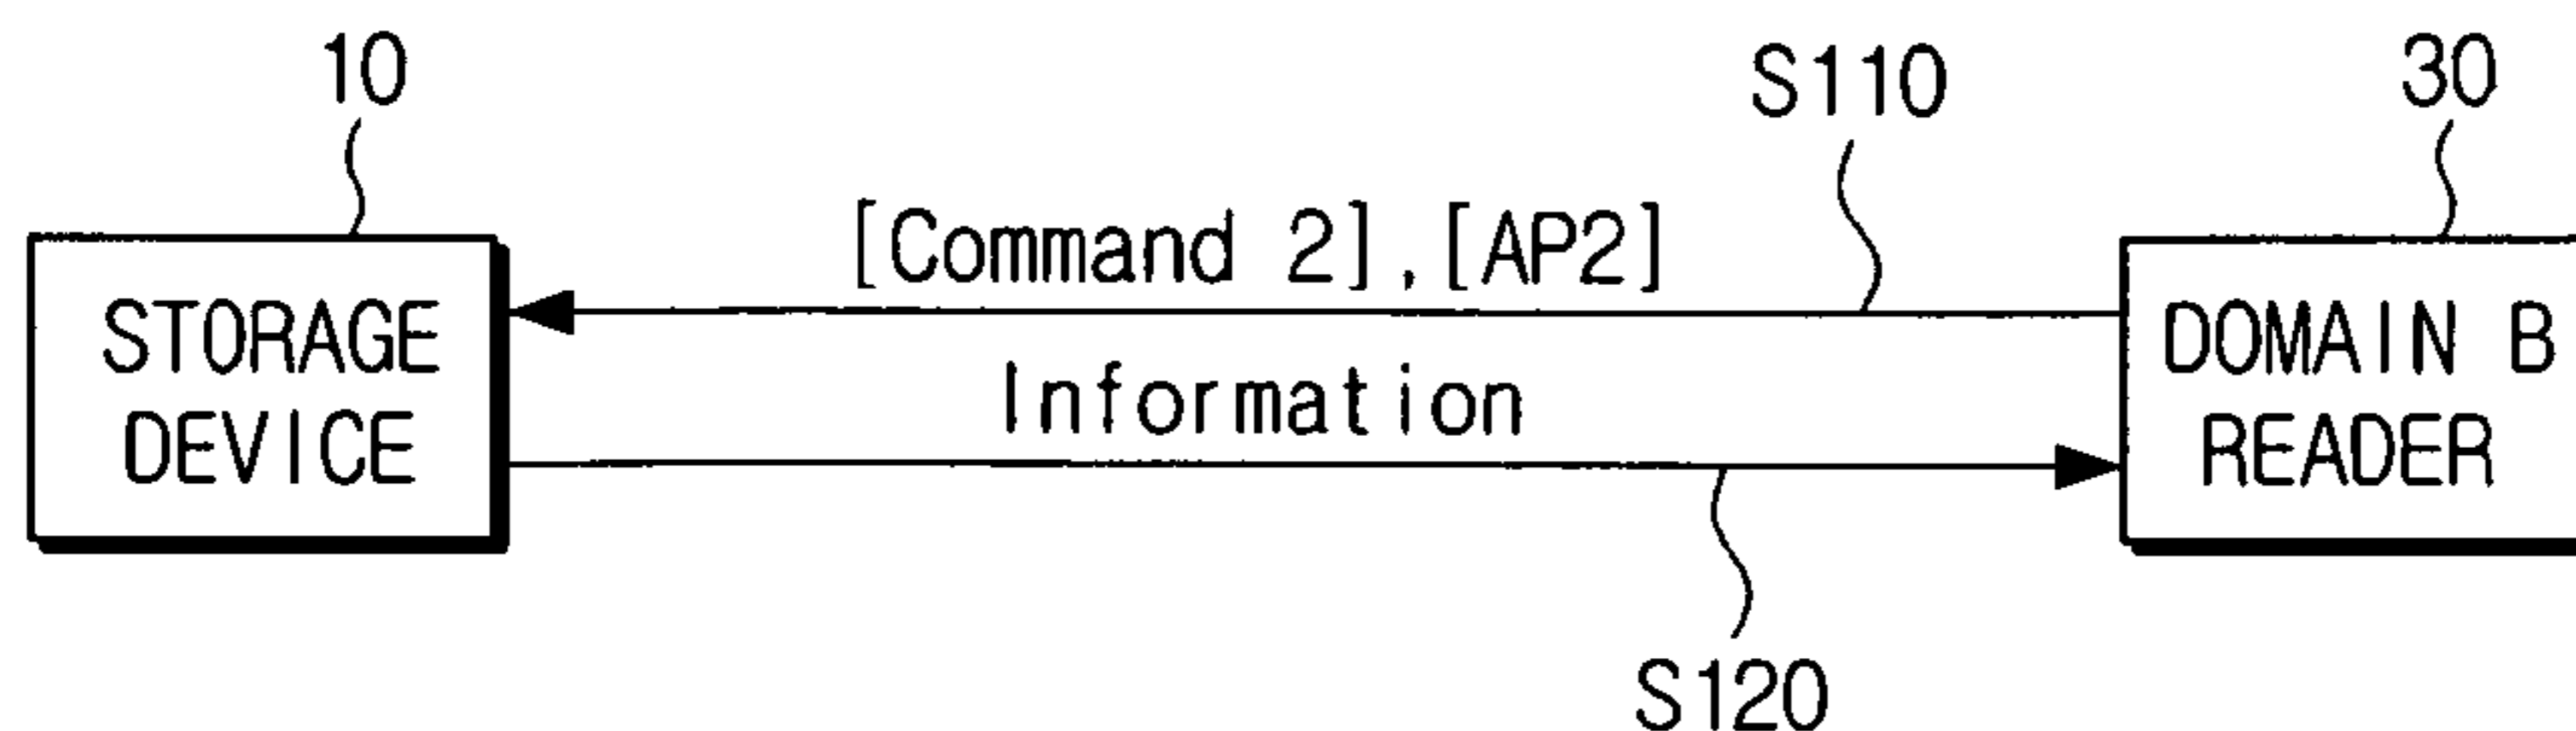 10
S110
30
[Command 2],[AP2]
STORAGE
DEVICE
Information
DOMAIN B
READER
S120